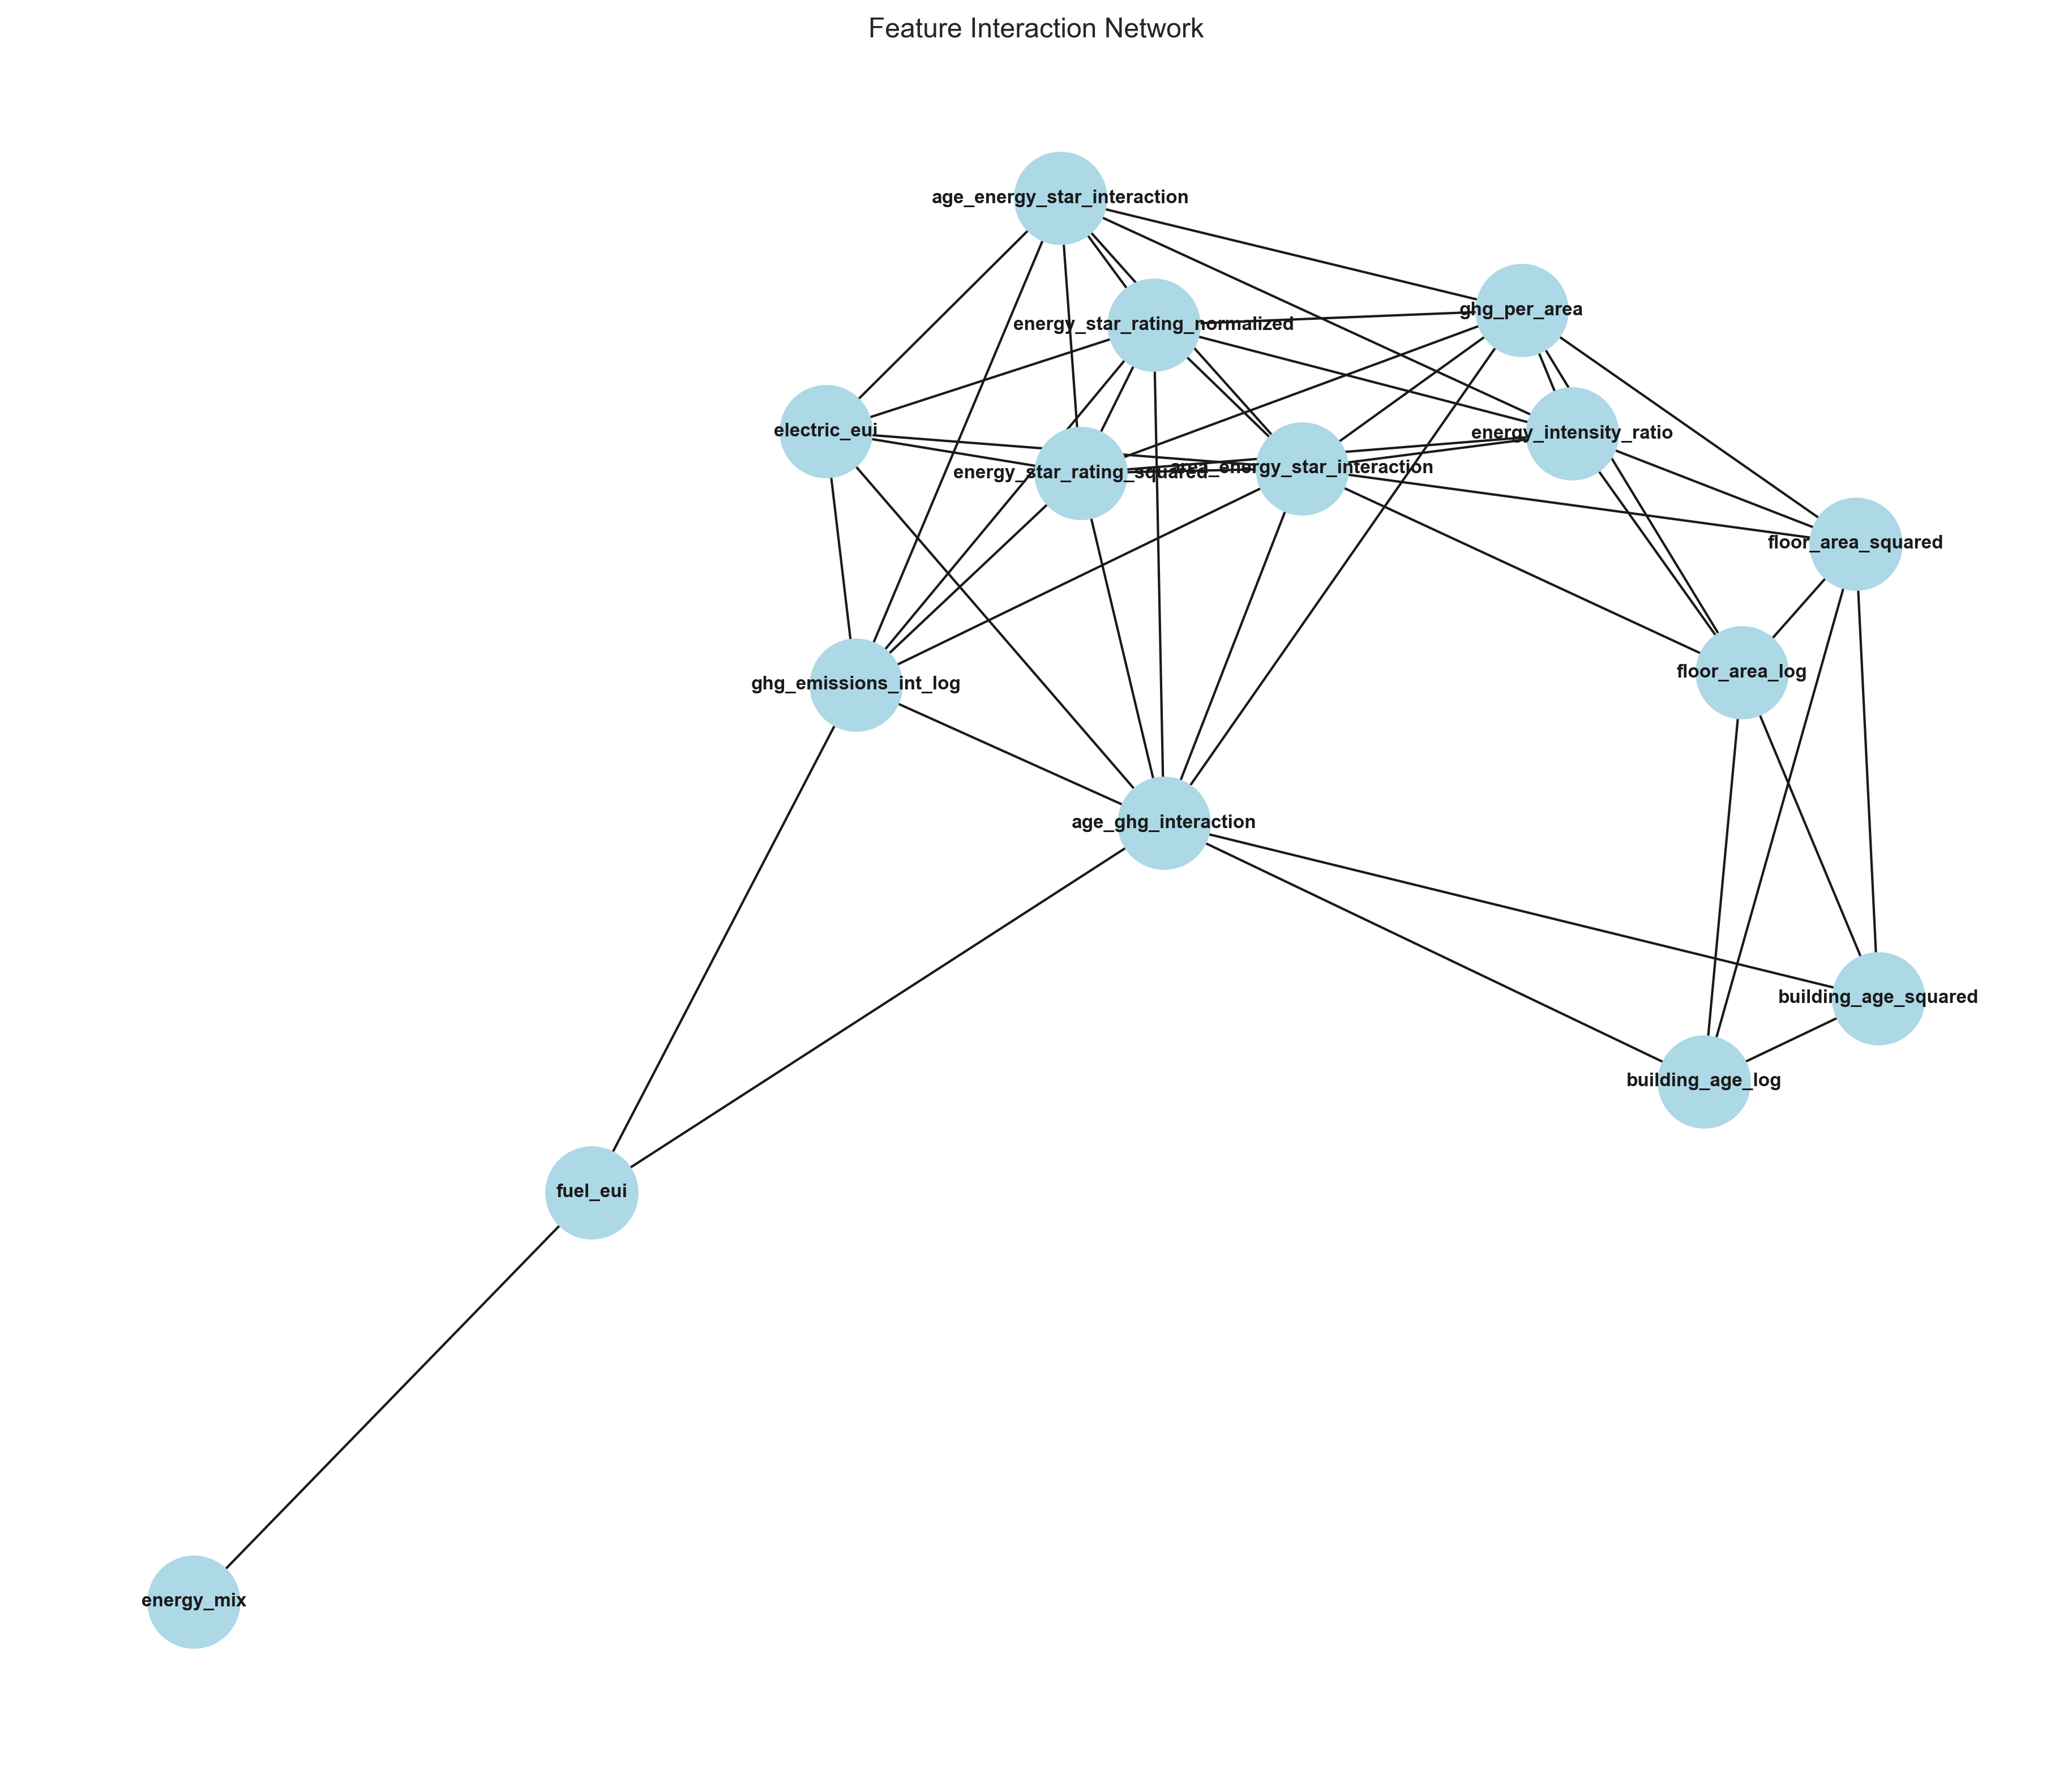 Feature Interaction Network
age_energy_star_interaction
energy_star_rating_normalized
ghg_per_area
electric_eui
energy_intensity_ratio
energy_star_rating_squared
area_energy_star_interaction
floor_area_squared
floor_area_log
ghg_emissions_int_log
age_ghg_interaction
building_age_squared
building_age_log
fuel_eui
energy_mix